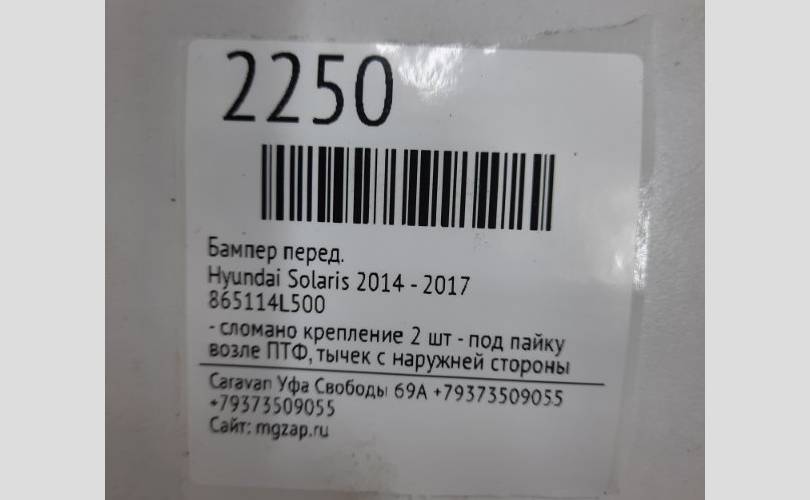 2250
Бампер перед.
Hyundai Solaris 2014 - 2017
865114L500
- сломано крепление 2 шт - под пайку
возле ПТФ, тычек с наружней стороны
Caravan Уфа Свободы 69А +79373509055
+79373509055
Сайт: mgzap.ru